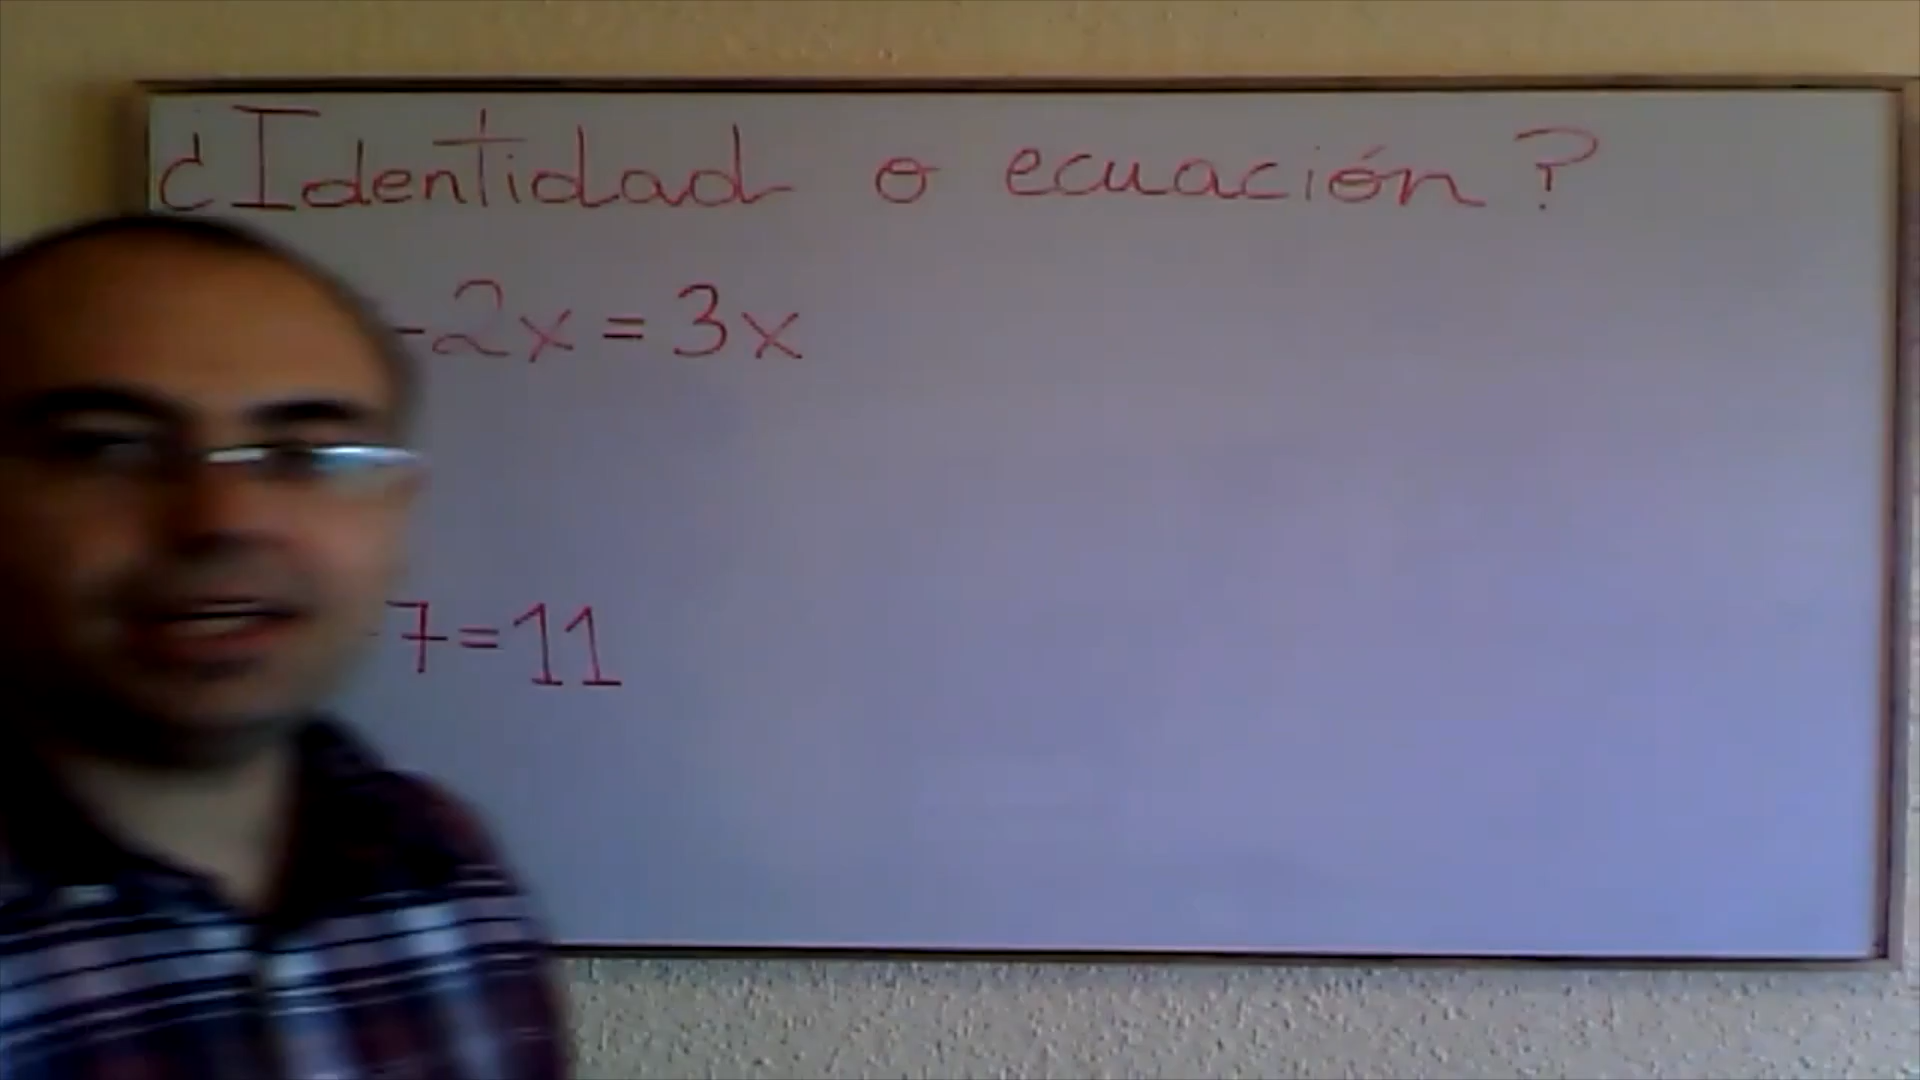 ¿Identidad o ecuación?
-2x = 3x
7=11